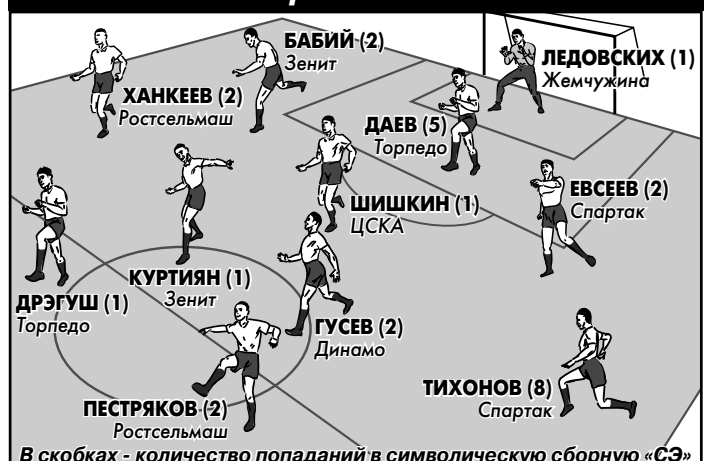 БАБИЙ (2)
Зенит
ЛЕДОВСКИХ (1)
Жемчужина
ХАНКЕЕВ (2)
Ростсельмаш
ДАЕВ (5)
Торпедо
ШИШКИН (1)
ЦСКА
ЕВСЕЕВ (2)
Спартак
КУРТИЯН (1)
Зенит
ДРЭГУШ (1)
Торпедо
ГУСЕВ (2)
Динамо
ТИХОНОВ (8)
Спартак
ПЕСТРЯКОВ (2)
Ростсельмаш
В скобках - количество попаданий в символическую сборную «СЭ»